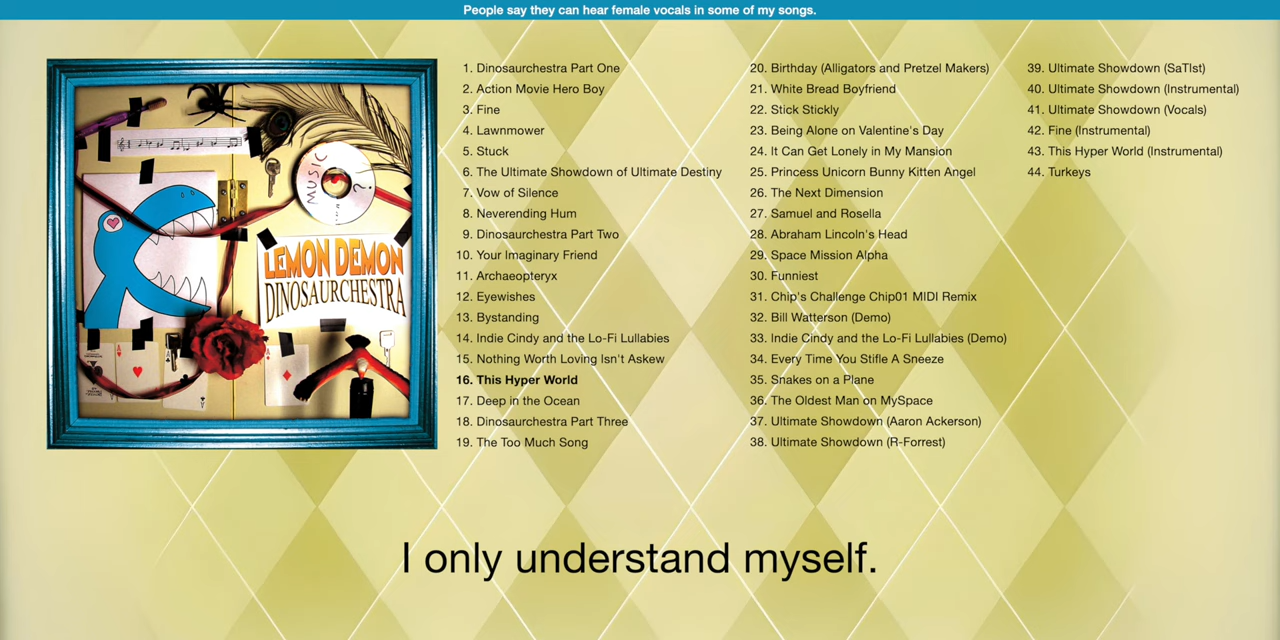 People say they can hear female vocals in some of my songs.
MUSIC
LEMON DEMON
DINOSAURCHESTRA
1. Dinosaurchestra Part One
2. Action Movie Hero Boy
3. Fine
4. Lawnmower
5. Stuck
6. The Ultimate Showdown of Ultimate Destiny
7. Vow of Silence
8. Neverending Hum
9. Dinosaurchestra Part Two
10. Your Imaginary Friend
11. Archaeopteryx
12. Eyewishes
13. Bystanding
14. Indie Cindy and the Lo-Fi Lullabies
15. Nothing Worth Loving Isn't Askew
16. This Hyper World
17. Deep in the Ocean
18. Dinosaurchestra Part Three
19. The Too Much Song
20. Birthday (Alligators and Pretzel Makers)
21. White Bread Boyfriend
22. Stick Stickly
23. Being Alone on Valentine's Day
24. It Can Get Lonely in My Mansion
25. Princess Unicorn Bunny Kitten Angel
26. The Next Dimension
27. Samuel and Rosella
28. Abraham Lincoln's Head
29. Space Mission Alpha
30. Funniest
31. Chip's Challenge Chip01 MIDI Remix
32. Bill Watterson (Demo)
33. Indie Cindy and the Lo-Fi Lullabies (Demo)
34. Every Time You Stifle A Sneeze
35. Snakes on a Plane
36. The Oldest Man on MySpace
37. Ultimate Showdown (Aaron Ackerson)
38. Ultimate Showdown (R-Forrest)
39. Ultimate Showdown (SaTIst)
40. Ultimate Showdown (Instrumental)
41. Ultimate Showdown (Vocals)
42. Fine (Instrumental)
43. This Hyper World (Instrumental)
44. Turkeys
I only understand myself.